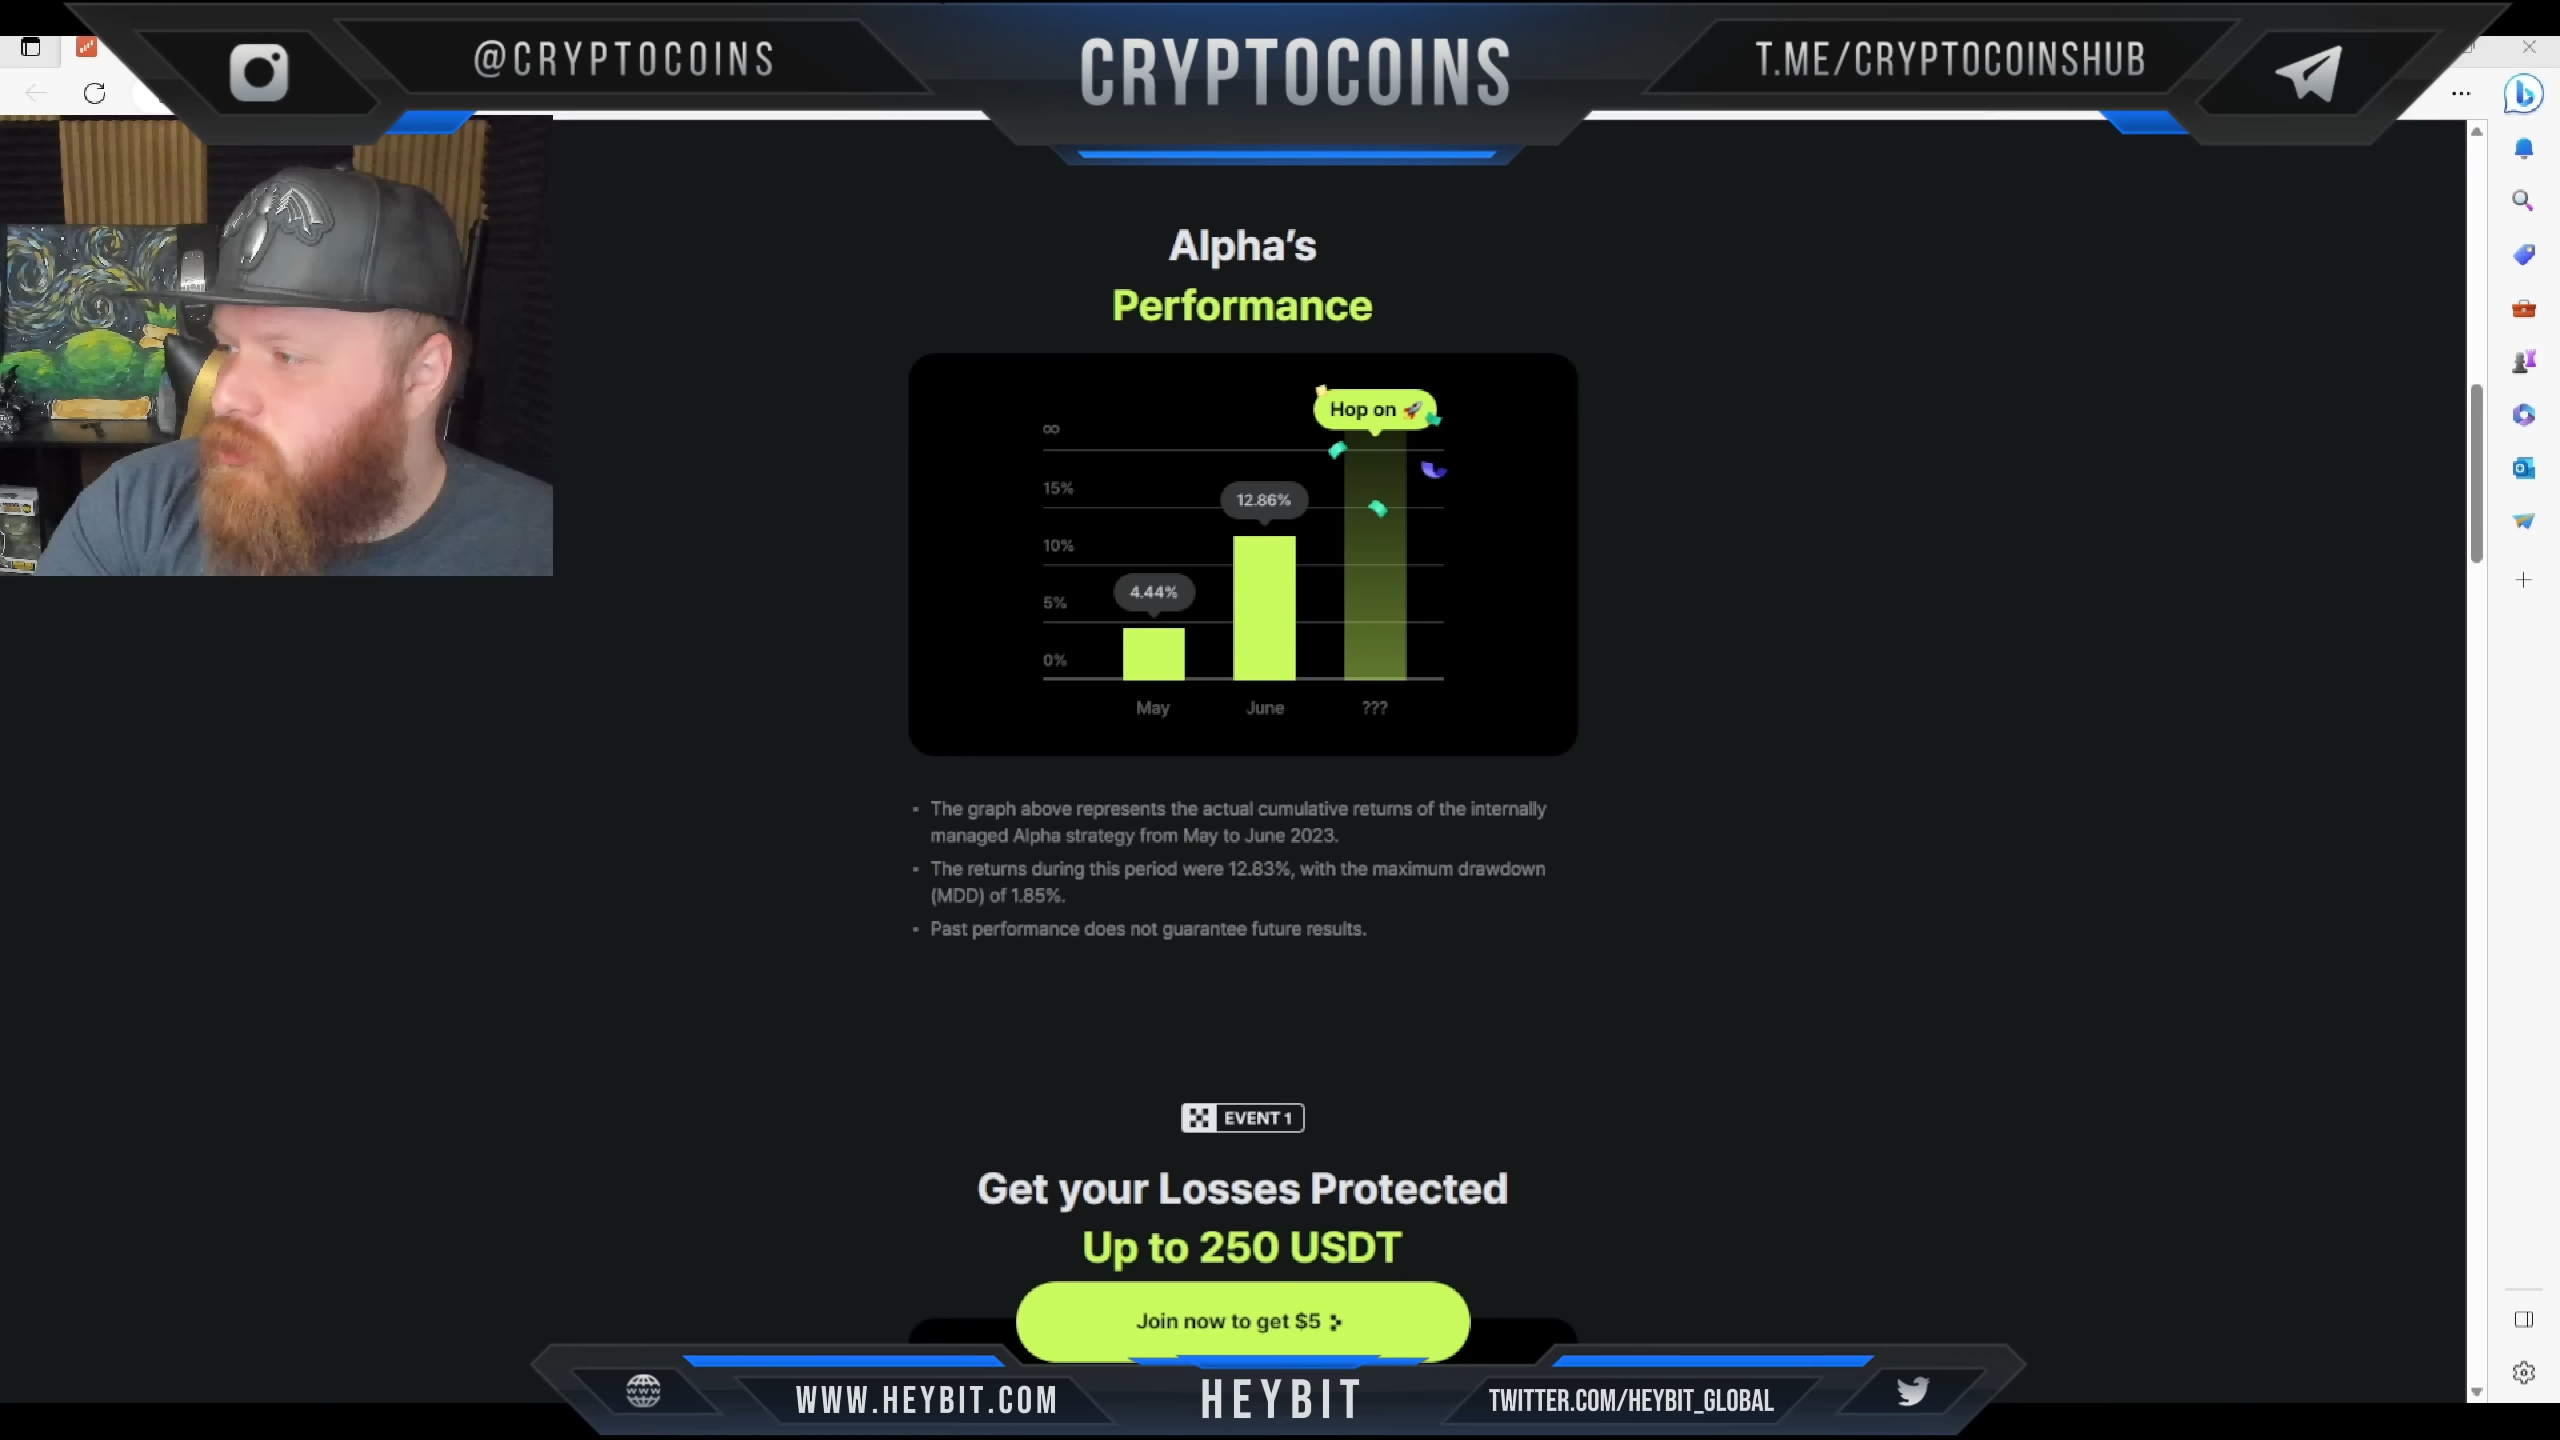 @CRYPTOCOINS
CRYPTOCOINS
T.ME/CRYPTOCOINSHUB
Alpha's
Performance
Hop on 🚀
∞
15%
12.86%
10%
4.44%
5%
0%
May
June
???
• The graph above represents the actual cumulative returns of the internally
managed Alpha strategy from May to June 2023.
• The returns during this period were 12.83%, with the maximum drawdown
(MDD) of 1.85%.
• Past performance does not guarantee future results.
EVENT 1
Get your Losses Protected
Up to 250 USDT
Join now to get $5
WWW
WWW.HEYBIT.COM
HEYBIT
TWITTER.COM/HEYBIT_GLOBAL